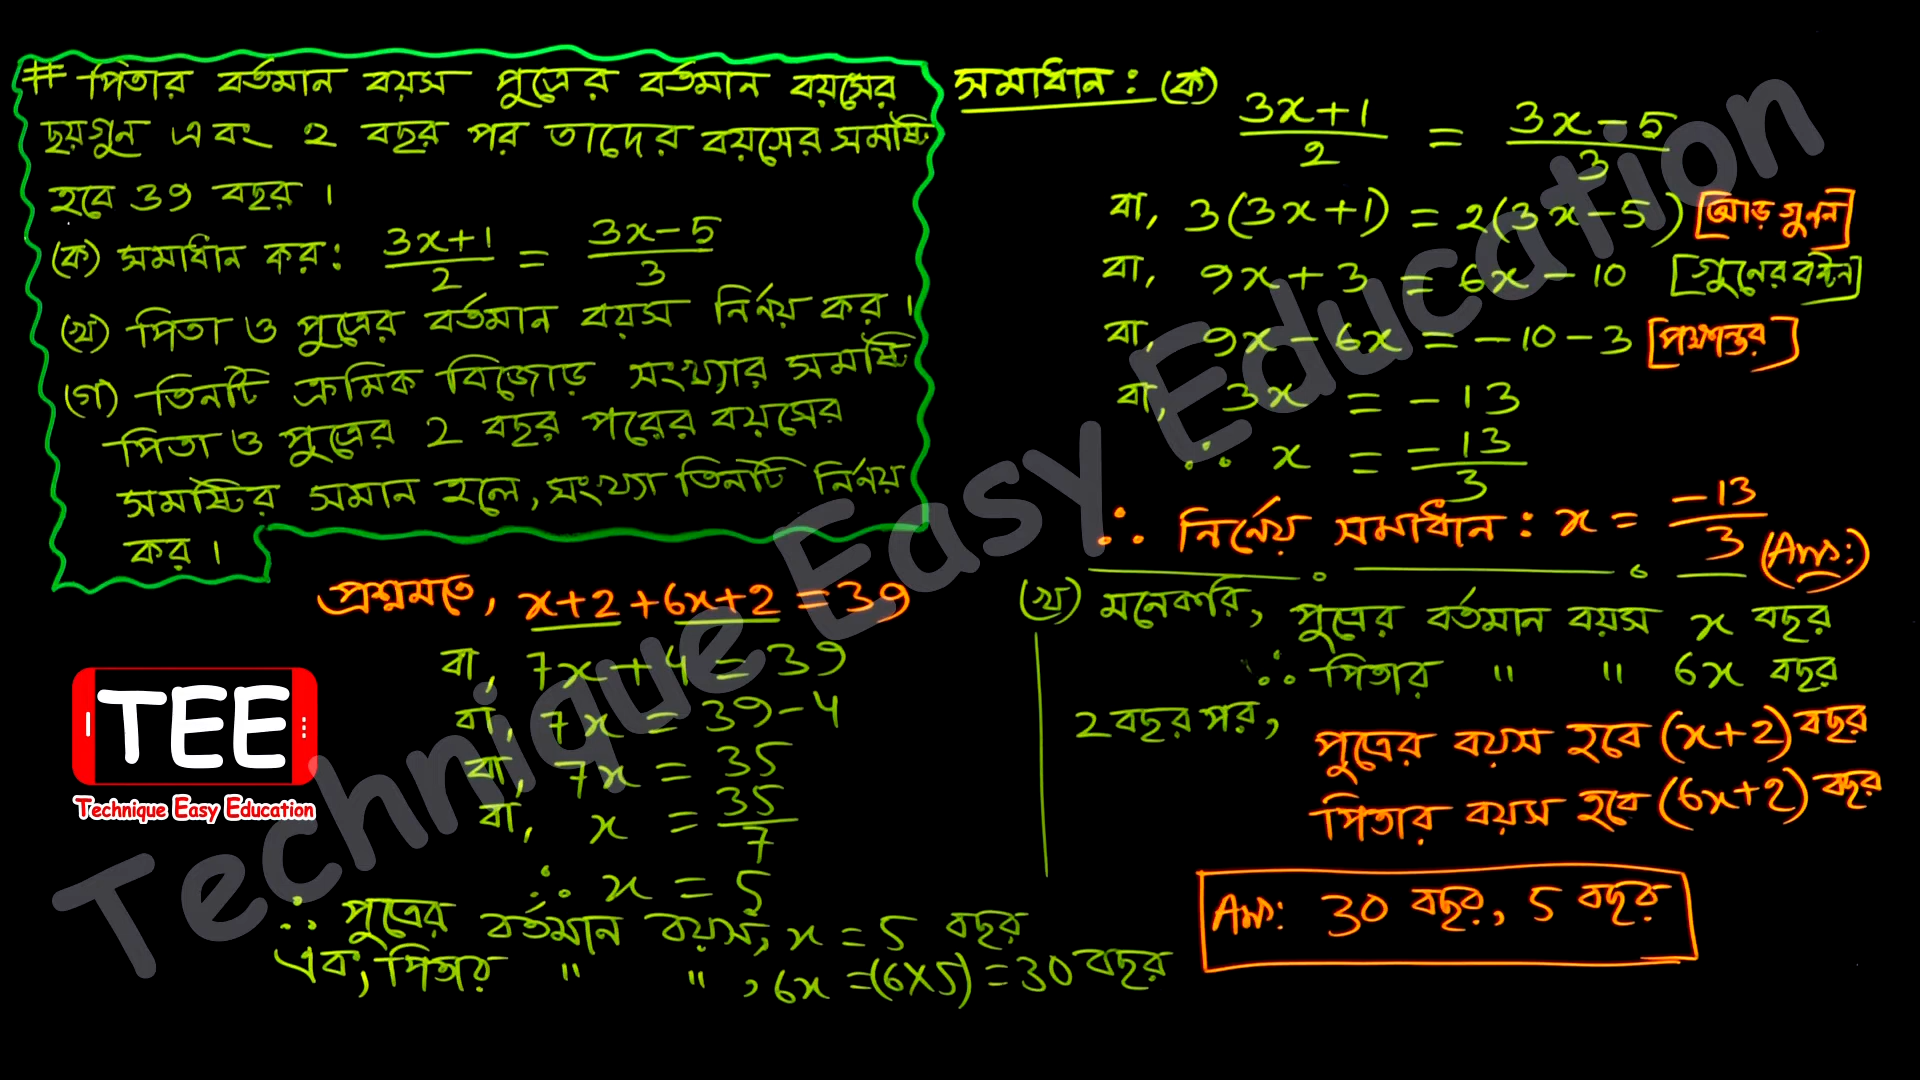 # পিতার বর্তমান বয়স পুত্রের বর্তমান বয়সের
ছয়গুন এবং 2 বছর পর তাদের বয়সের সমষ্টি
হবে 39 বছর ।
(ক) সমাধান কর: (3x+1)/2 = (3x-5)/3
(খ) পিতা ও পুত্রের বর্তমান বয়স নির্নয় কর ।
(গ) তিনটি ক্রমিক বিজোড় সংখ্যার সমষ্টি
পিতা ও পুত্রের 2 বছর পরের বয়সের
সমষ্টির সমান হলে, সংখ্যা তিনটি নির্নয়
কর ।
সমাধান : (ক) (3x+1)/2 = (3x-5)/3
বা, 3(3x+1) = 2(3x-5) [আড় গুনন]
বা, 9x+3 = 6x-10 [গুনের বন্টন]
বা, 9x-6x = -10-3 [পক্ষান্তর]
বা, 3x = -13
∴ x = -13/3
∴ নির্নেয় সমাধান : x = -13/3 (Ans:)
(খ) মনেকরি, পুত্রের বর্তমান বয়স x বছর
∴ পিতার " " 6x বছর
2 বছর পর,
পুত্রের বয়স হবে (x+2) বছর
পিতার বয়স হবে (6x+2) বছর
প্রশ্নমতে, x+2+6x+2 = 39
বা, 7x+4 = 39
বা, 7x = 39-4
বা, 7x = 35
বা, x = 35/7
∴ x = 5
∴ পুত্রের বর্তমান বয়স, x = 5 বছর
এবং, পিতার " " , 6x = (6×5) = 30 বছর
Ans: 30 বছর, 5 বছর
TEE
Technique Easy Education
Technique Easy Education